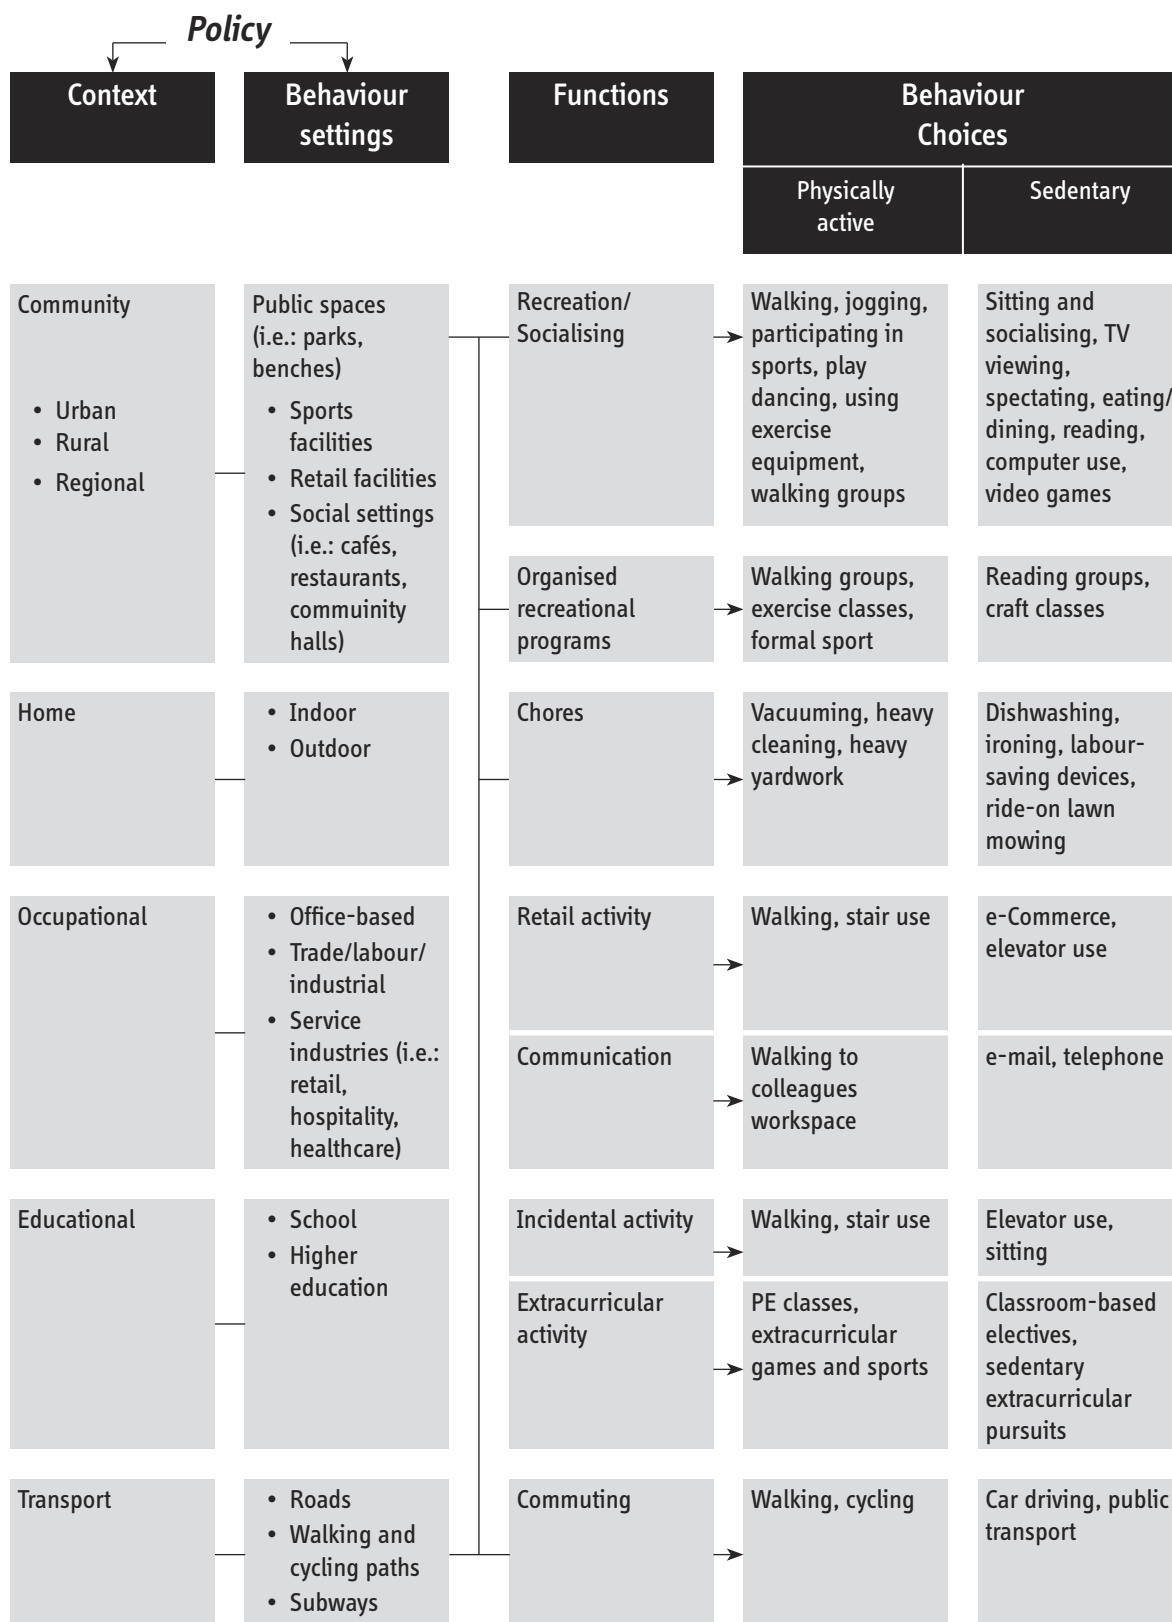 Policy
Context
Behaviour
settings
Functions
Behaviour
Choices
Physically
active
Sedentary
Community
• Urban
• Rural
• Regional
Public spaces
(i.e.: parks,
benches)
• Sports
facilities
• Retail facilities
• Social settings
(i.e.: cafés,
restaurants,
commuinity
halls)
Recreation/
Socialising
Walking, jogging,
participating in
sports, play
dancing, using
exercise
equipment,
walking groups
Sitting and
socialising, TV
viewing,
spectating, eating/
dining, reading,
computer use,
video games
Organised
recreational
programs
Walking groups,
exercise classes,
formal sport
Reading groups,
craft classes
Home
• Indoor
• Outdoor
Chores
Vacuuming, heavy
cleaning, heavy
yardwork
Dishwashing,
ironing, labour-
saving devices,
ride-on lawn
mowing
Occupational
• Office-based
• Trade/labour/
industrial
• Service
industries (i.e.:
retail,
hospitality,
healthcare)
Retail activity
Walking, stair use
e-Commerce,
elevator use
Communication
Walking to
colleagues
workspace
e-mail, telephone
Educational
• School
• Higher
education
Incidental activity
Walking, stair use
Elevator use,
sitting
Extracurricular
activity
PE classes,
extracurricular
games and sports
Classroom-based
electives,
sedentary
extracurricular
pursuits
Transport
• Roads
• Walking and
cycling paths
• Subways
Commuting
Walking, cycling
Car driving, public
transport